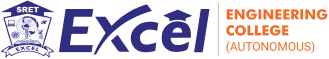 SRET
EXCEL
Excel
ENGINEERING
COLLEGE
(AUTONOMOUS)